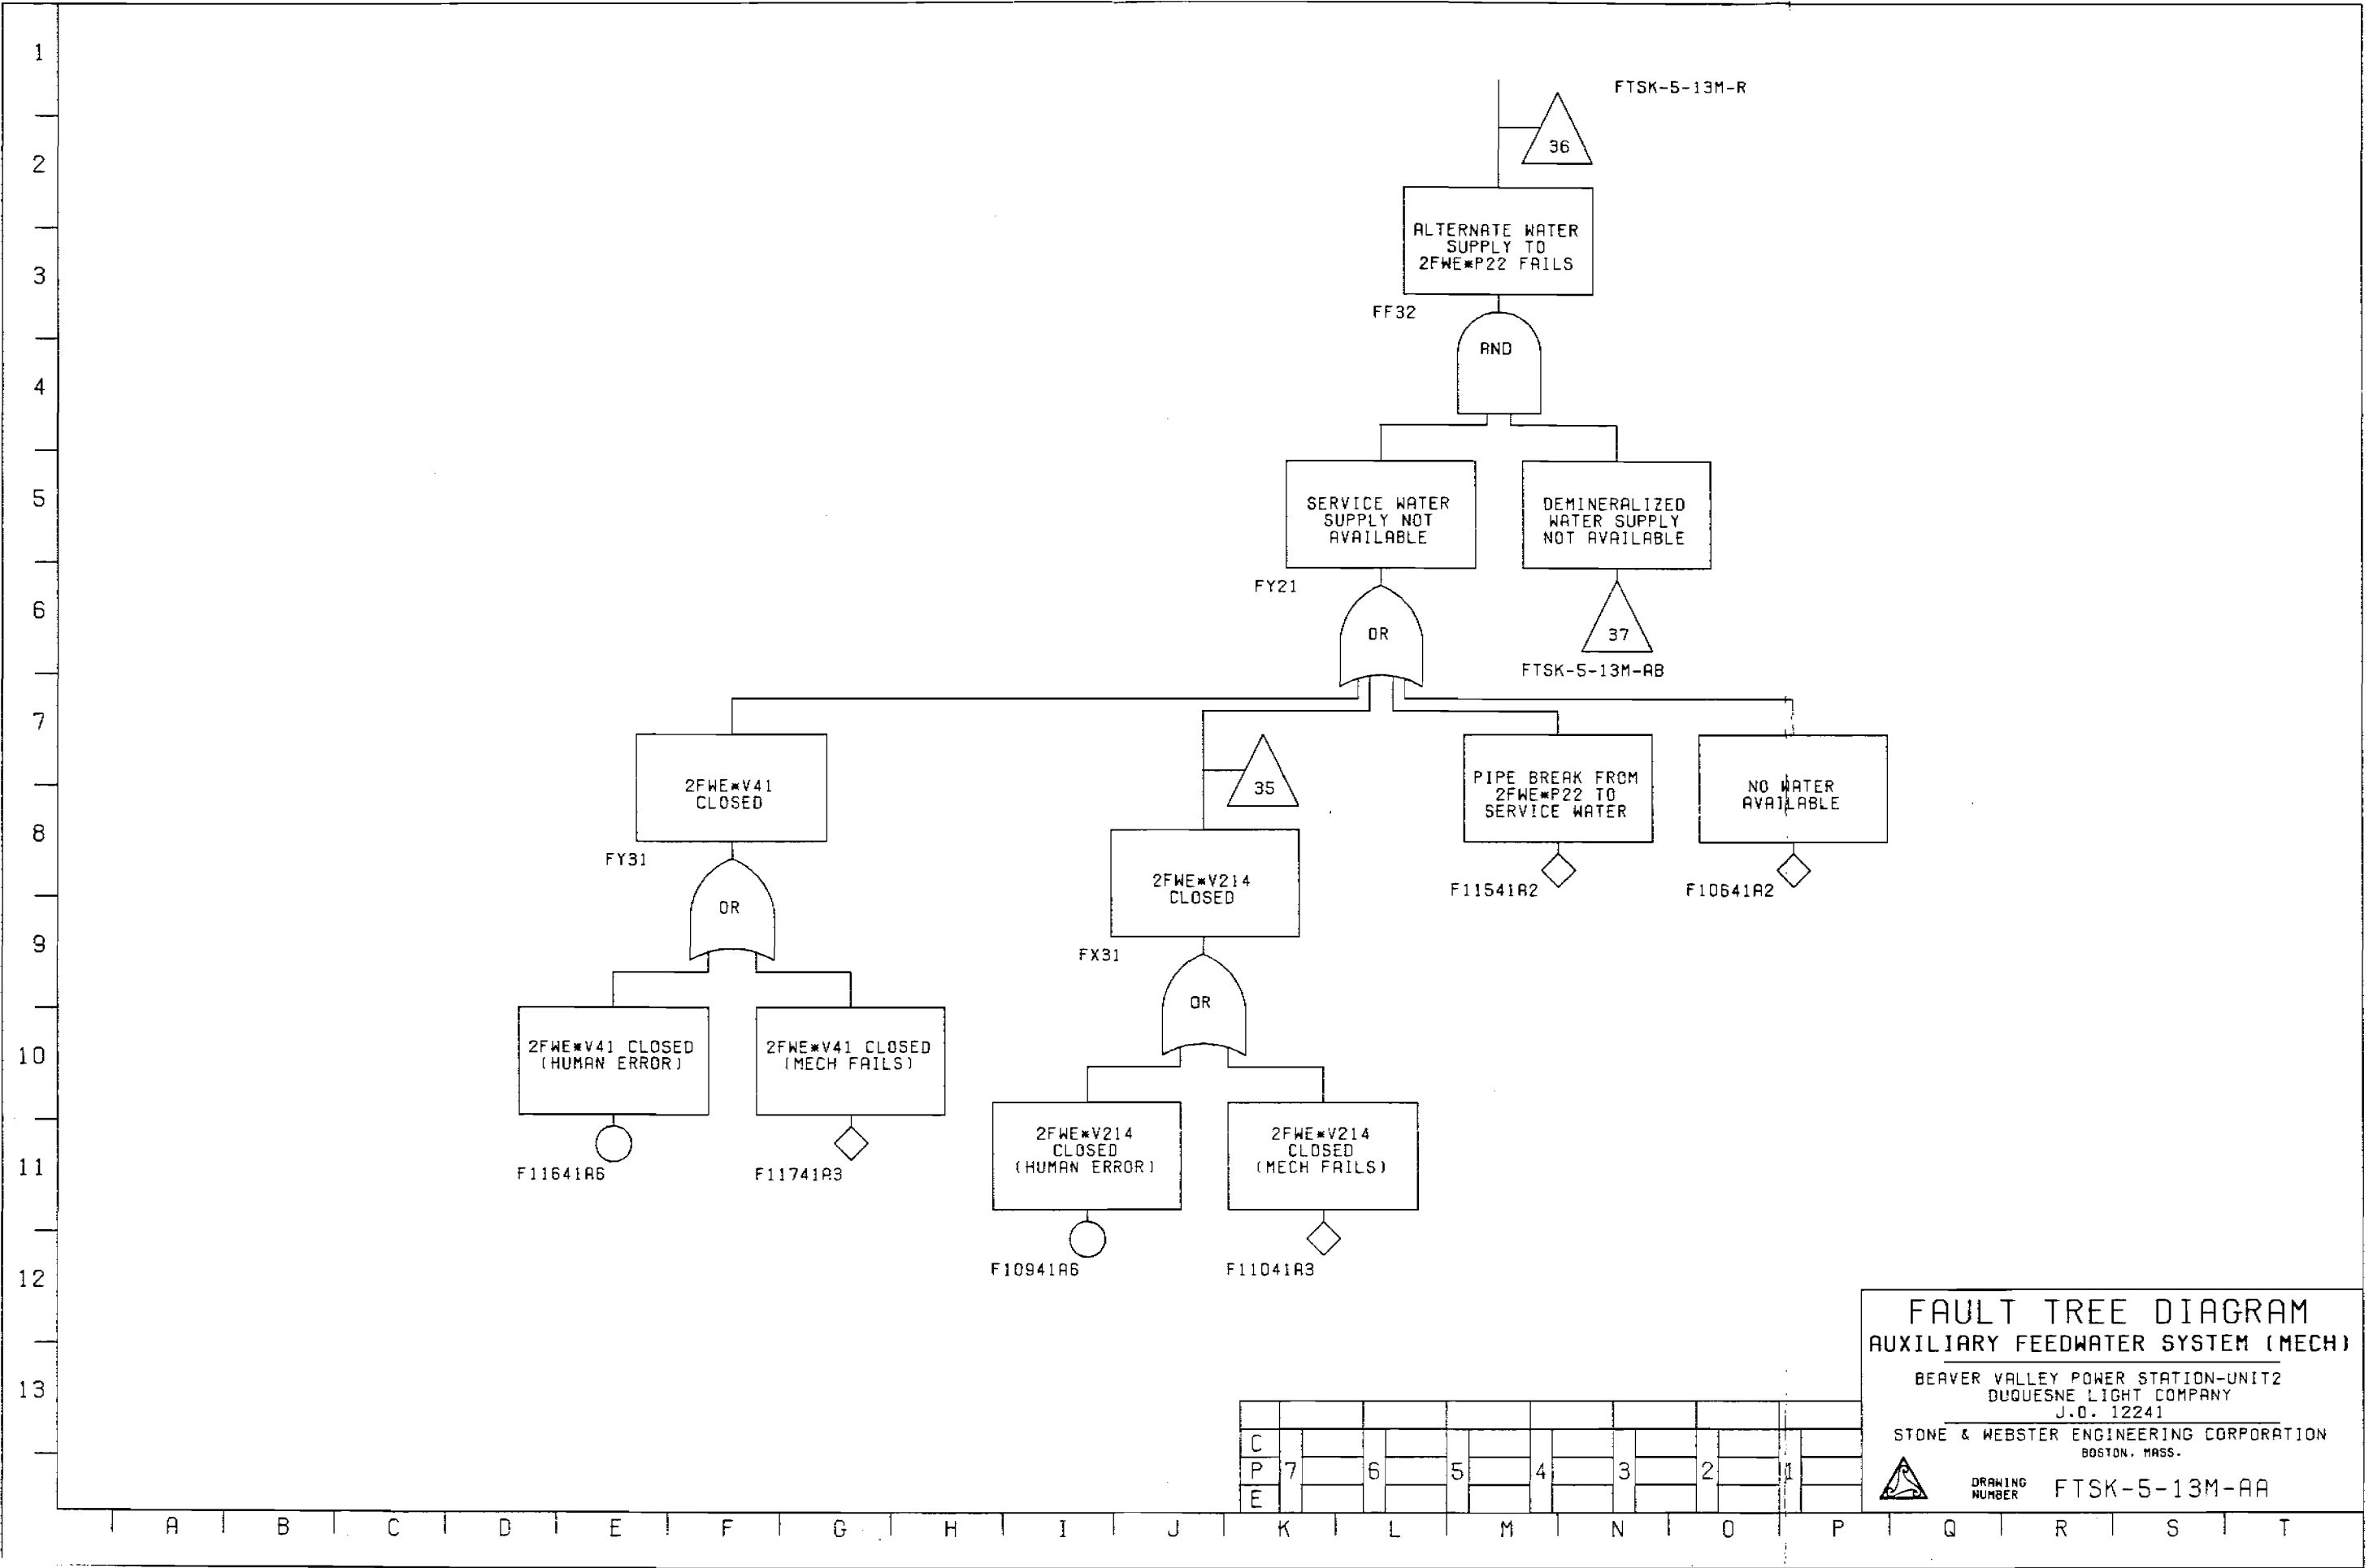 1
FTSK-5-13M-R
36
2
ALTERNATE WATER
SUPPLY TO
2FWE*P22 FAILS
3
FF32
AND
4
5
SERVICE WATER
SUPPLY NOT
AVAILABLE
DEMINERALIZED
WATER SUPPLY
NOT AVAILABLE
FY21
6
OR
37
FTSK-5-13M-AB
7
2FWE*V41
CLOSED
35
PIPE BREAK FROM
2FWE*P22 TO
SERVICE WATER
NO WATER
AVAILABLE
8
FY31
2FWE*V214
CLOSED
F11541A2
F10641A2
OR
9
FX31
OR
10
2FWE*V41 CLOSED
(HUMAN ERROR)
2FWE*V41 CLOSED
(MECH FAILS)
2FWE*V214
CLOSED
(HUMAN ERROR)
2FWE*V214
CLOSED
(MECH FAILS)
11
F11641A6
F11741A3
12
F10941A6
F11041A3
13
FAULT TREE DIAGRAM
AUXILIARY FEEDWATER SYSTEM (MECH)
BEAVER VALLEY POWER STATION-UNIT2
DUQUESNE LIGHT COMPANY
J.O. 12241
STONE & WEBSTER ENGINEERING CORPORATION
BOSTON, MASS.
DRAWING
NUMBER
FTSK-5-13M-AA
C
P 7 6 5 4 3 2 1
E
A B C D E F G H I J K L M N O P Q R S T